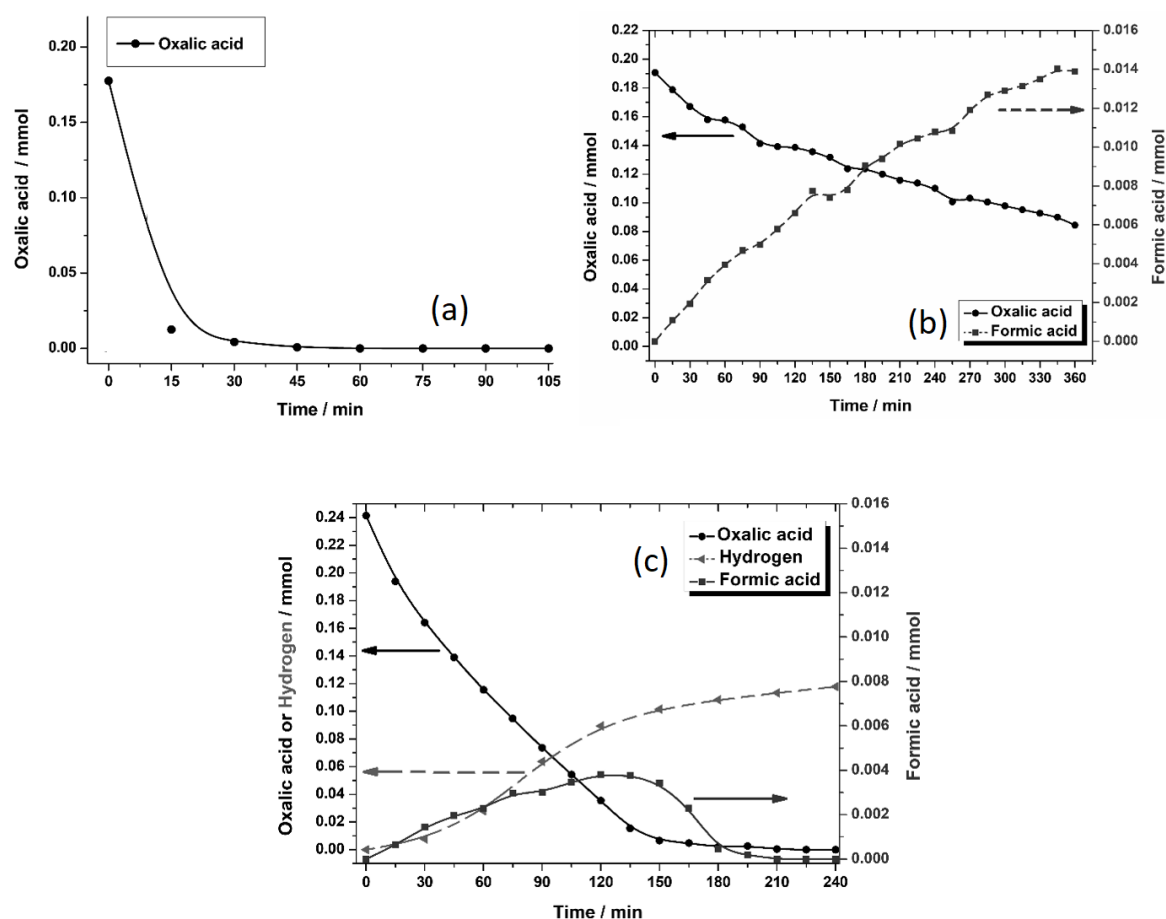 (a)
Oxalic acid
0.20
0.15
0.10
0.05
0.00
Oxalic acid / mmol
0 15 30 45 60 75 90 105
Time / min
(b)
0.22
0.20
0.18
0.16
0.14
0.12
0.10
0.08
0.06
0.04
0.02
0.00
Oxalic acid / mmol
0.016
0.014
0.012
0.010
0.008
0.006
0.004
0.002
0.000
Formic acid / mmol
Oxalic acid
Formic acid
0 30 60 90 120 150 180 210 240 270 300 330 360
Time / min
(c)
Oxalic acid
Hydrogen
Formic acid
0.24
0.22
0.20
0.18
0.16
0.14
0.12
0.10
0.08
0.06
0.04
0.02
0.00
Oxalic acid or Hydrogen / mmol
0.016
0.014
0.012
0.010
0.008
0.006
0.004
0.002
0.000
Formic acid / mmol
0 30 60 90 120 150 180 210 240
Time / min